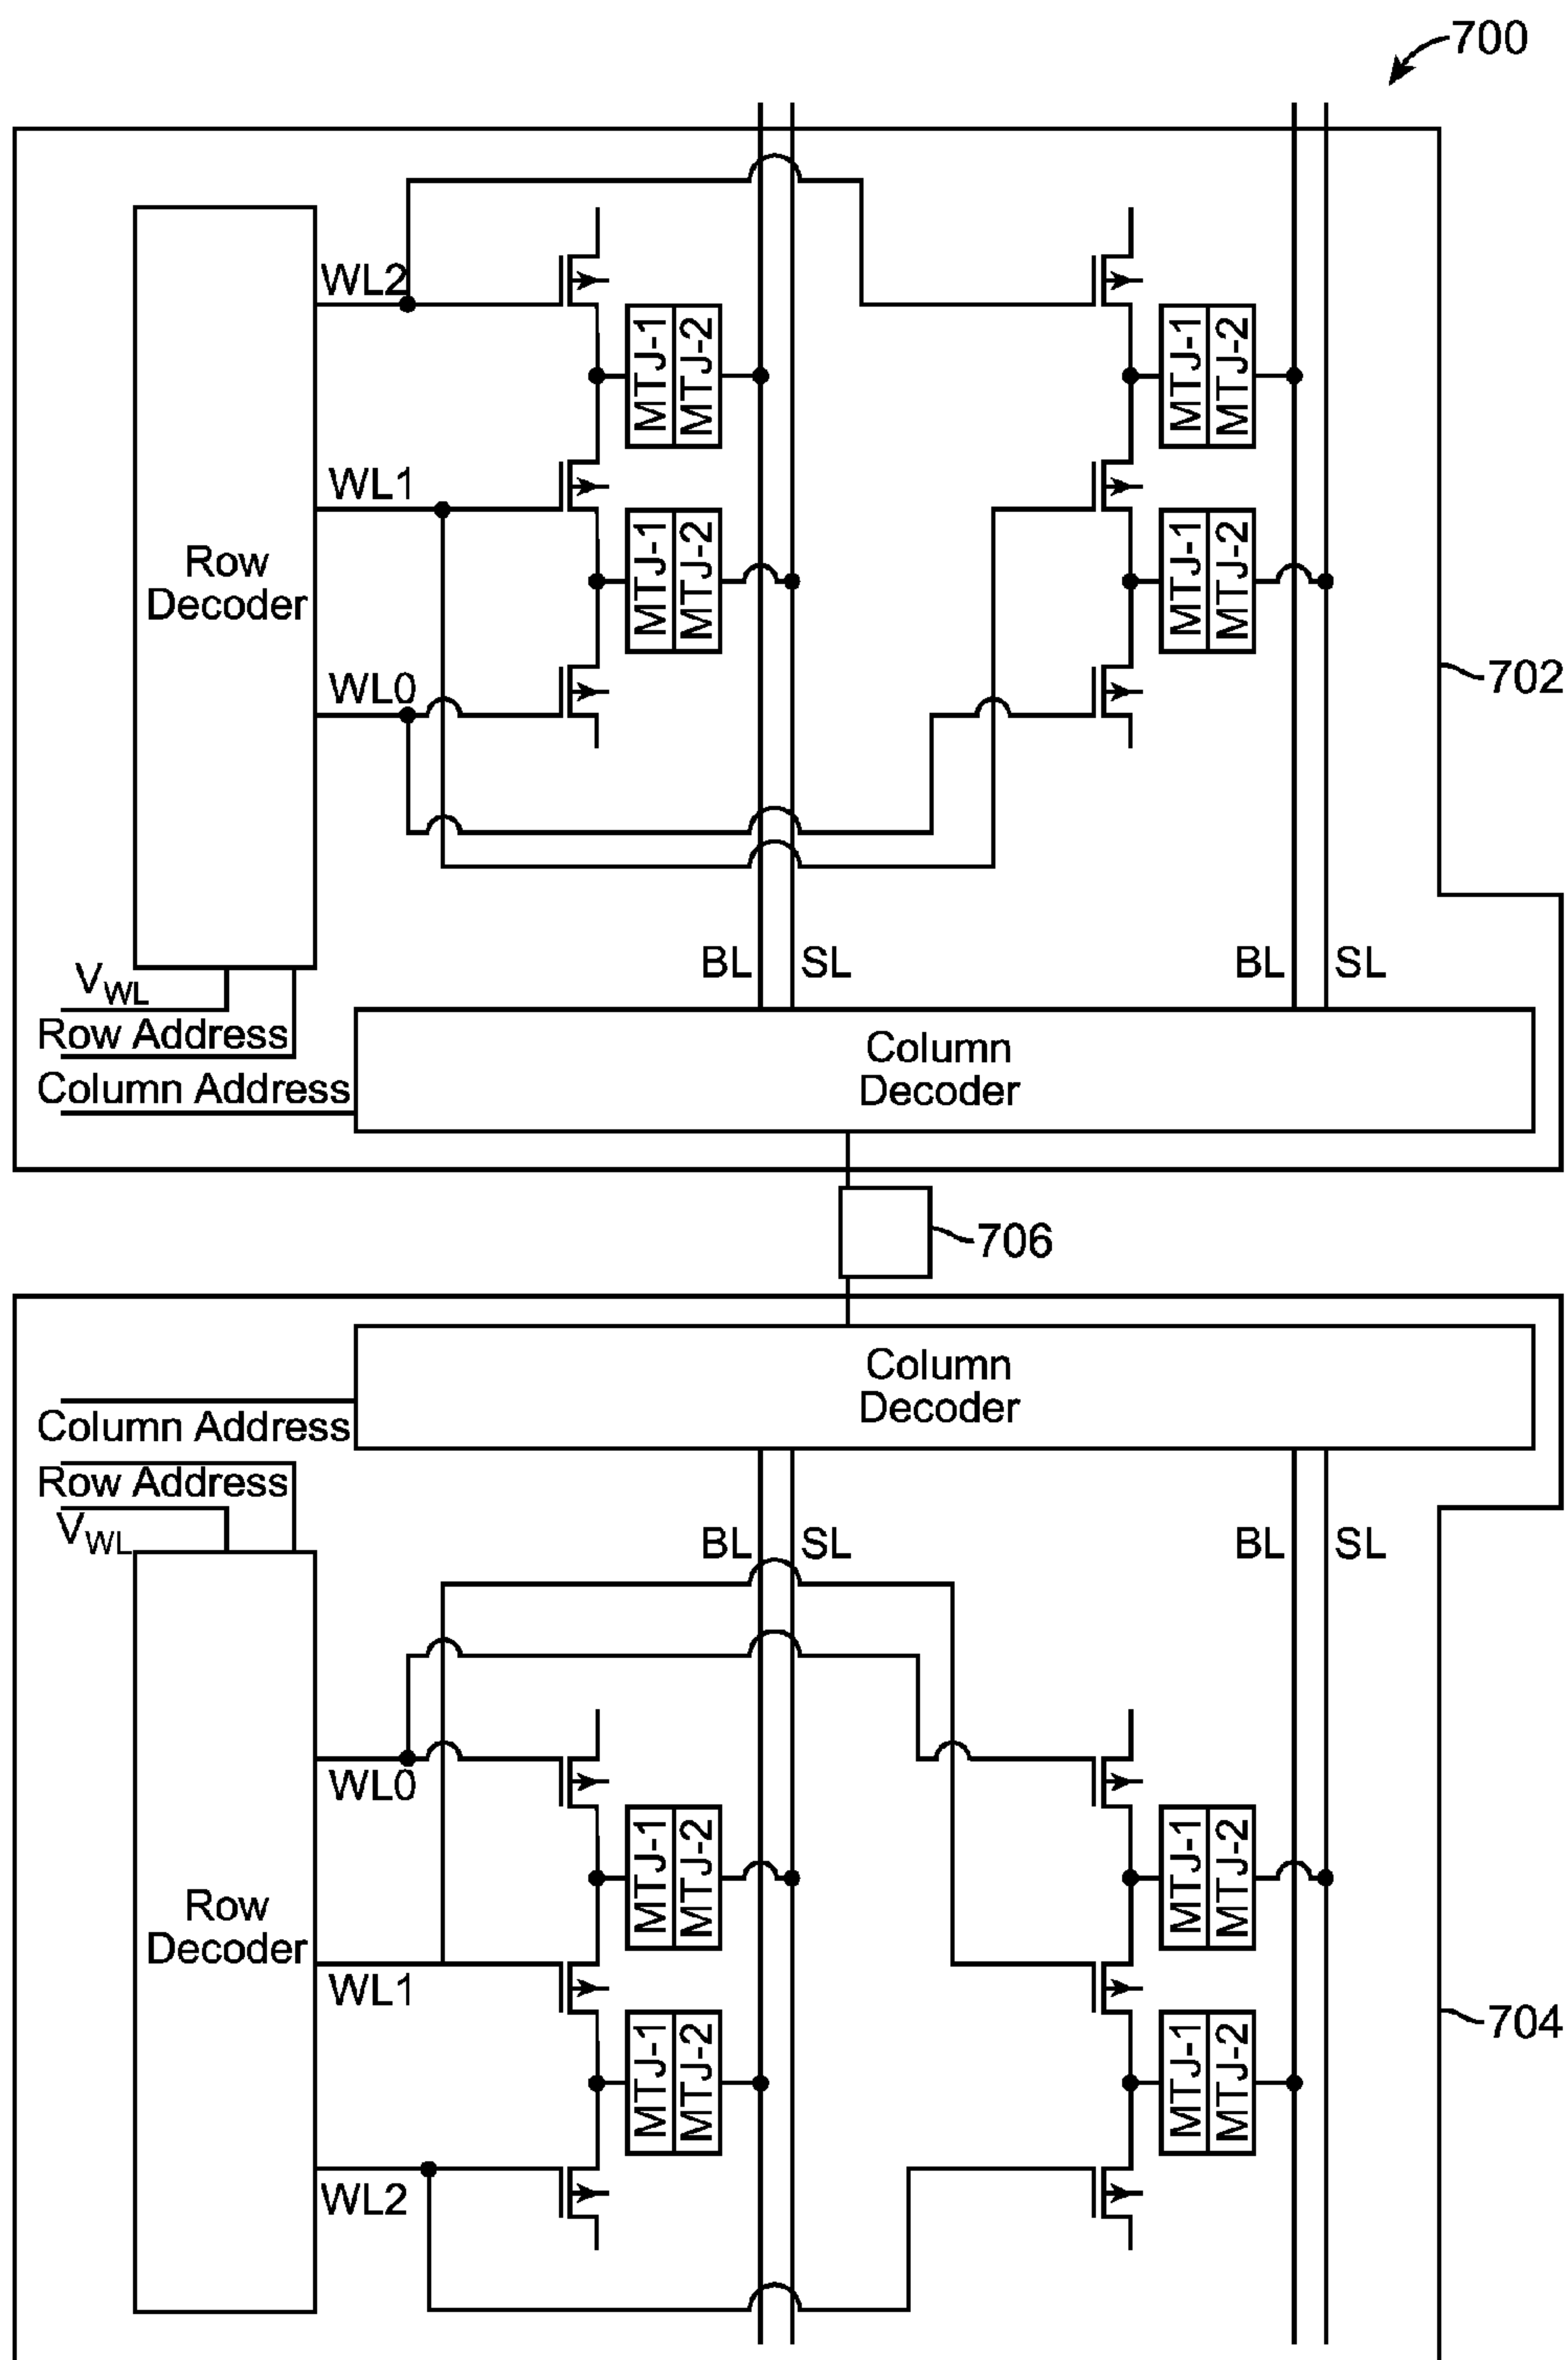 700
WL2
MTJ-1
MTJ-2
MTJ-1
MTJ-2
WL1
MTJ-1
MTJ-2
MTJ-1
MTJ-2
Row
Decoder
WL0
702
BL SL
BL SL
VWL
Row Address
Column Address
Column
Decoder
706
Column
Decoder
Column Address
Row Address
VWL
BL SL
BL SL
WL0
MTJ-1
MTJ-2
MTJ-1
MTJ-2
Row
Decoder
WL1
MTJ-1
MTJ-2
MTJ-1
MTJ-2
704
WL2